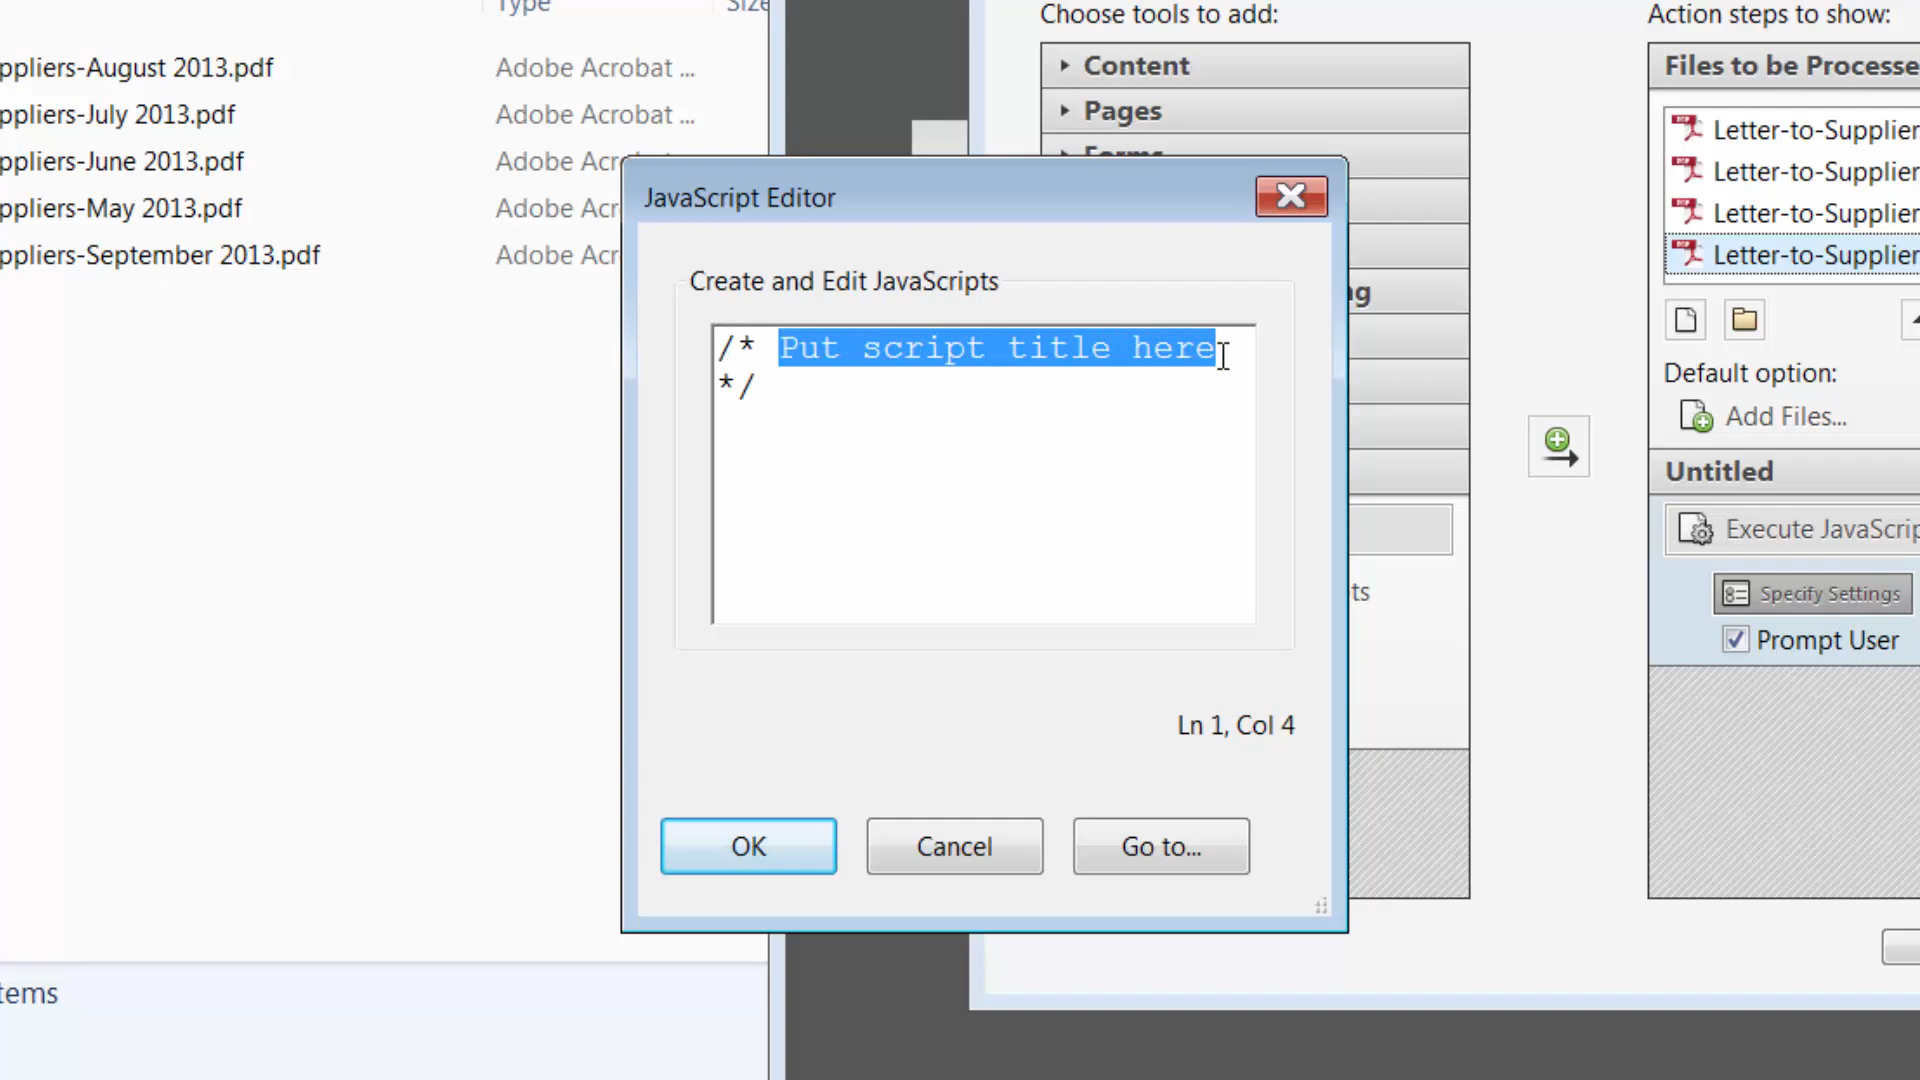 Type
Size
ppliers-August 2013.pdf
Adobe Acrobat ...
ppliers-July 2013.pdf
Adobe Acrobat ...
ppliers-June 2013.pdf
Adobe Acrobat
ppliers-May 2013.pdf
Adobe Acr
ppliers-September 2013.pdf
Adobe Acr
tems
JavaScript Editor
Create and Edit JavaScripts
/* Put script title here
*/
Ln 1, Col 4
OK
Cancel
Go to...
Choose tools to add:
Content
Pages
Forms
ng
ts
Action steps to show:
Files to be Processe
Letter-to-Supplier
Letter-to-Supplier
Letter-to-Supplier
Letter-to-Supplier
Default option:
Add Files...
Untitled
Execute JavaScrip
Specify Settings
Prompt User